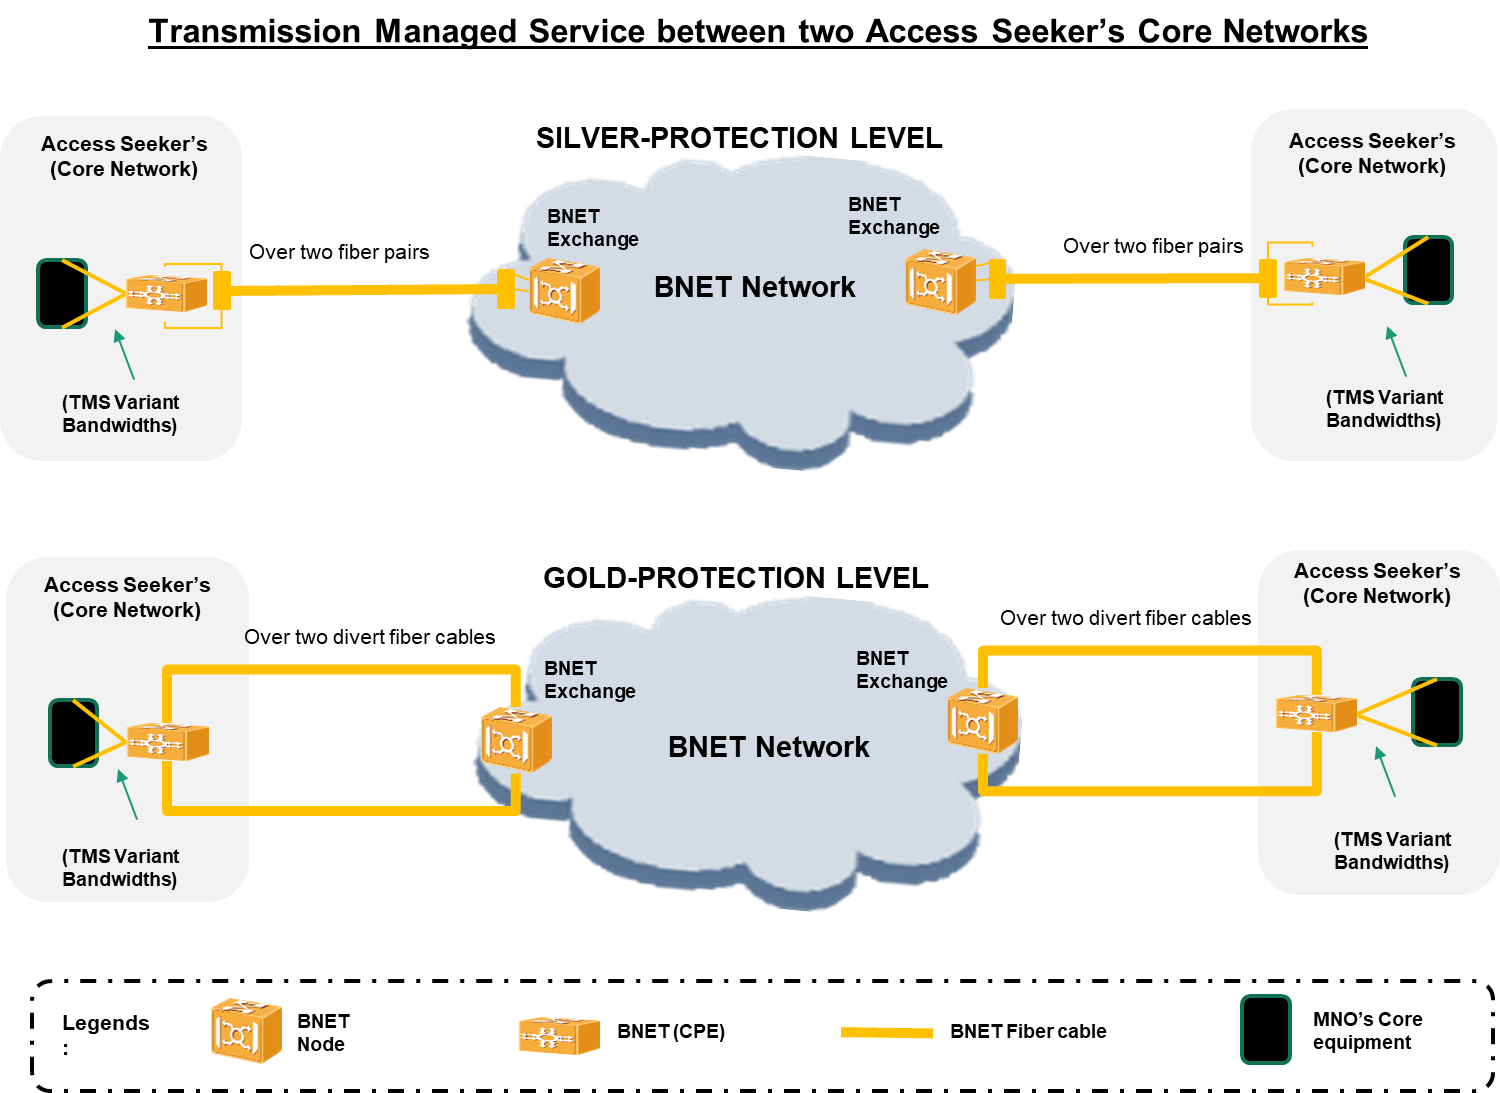 Transmission Managed Service between two Access Seeker's Core Networks
SILVER-PROTECTION LEVEL
Access Seeker's
(Core Network)
Over two fiber pairs
BNET
Exchange
BNET Network
BNET
Exchange
Over two fiber pairs
Access Seeker's
(Core Network)
(TMS Variant
Bandwidths)
(TMS Variant
Bandwidths)
GOLD-PROTECTION LEVEL
Access Seeker's
(Core Network)
Over two divert fiber cables
BNET
Exchange
BNET Network
BNET
Exchange
Over two divert fiber cables
Access Seeker's
(Core Network)
(TMS Variant
Bandwidths)
(TMS Variant
Bandwidths)
Legends
:
BNET
Node
BNET (CPE)
BNET Fiber cable
MNO's Core
equipment